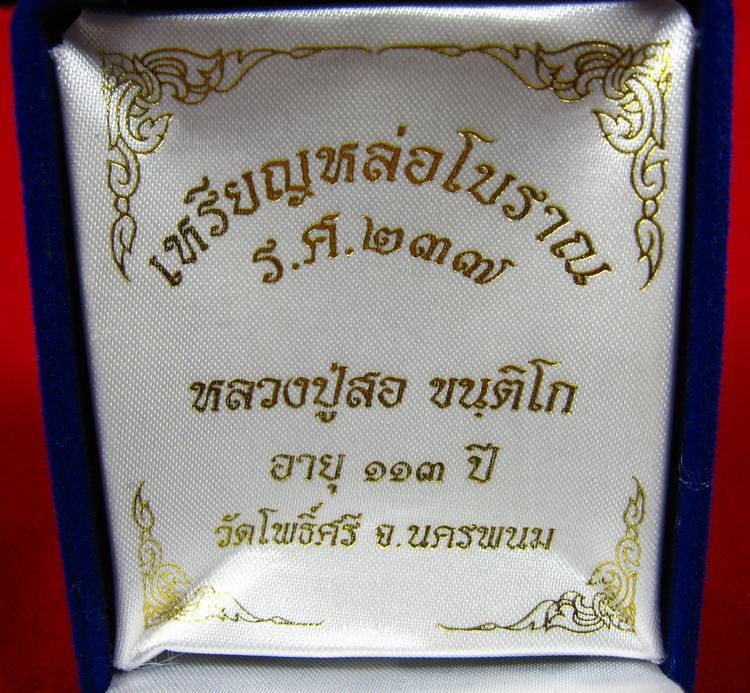 เหรียญหล่อโบราณ
ร.ศ.๒๓๗
หลวงปู่สอ ขนฺติโก
อายุ ๑๑๓ ปี
วัดโพธิ์ศรี จ.นครพนม